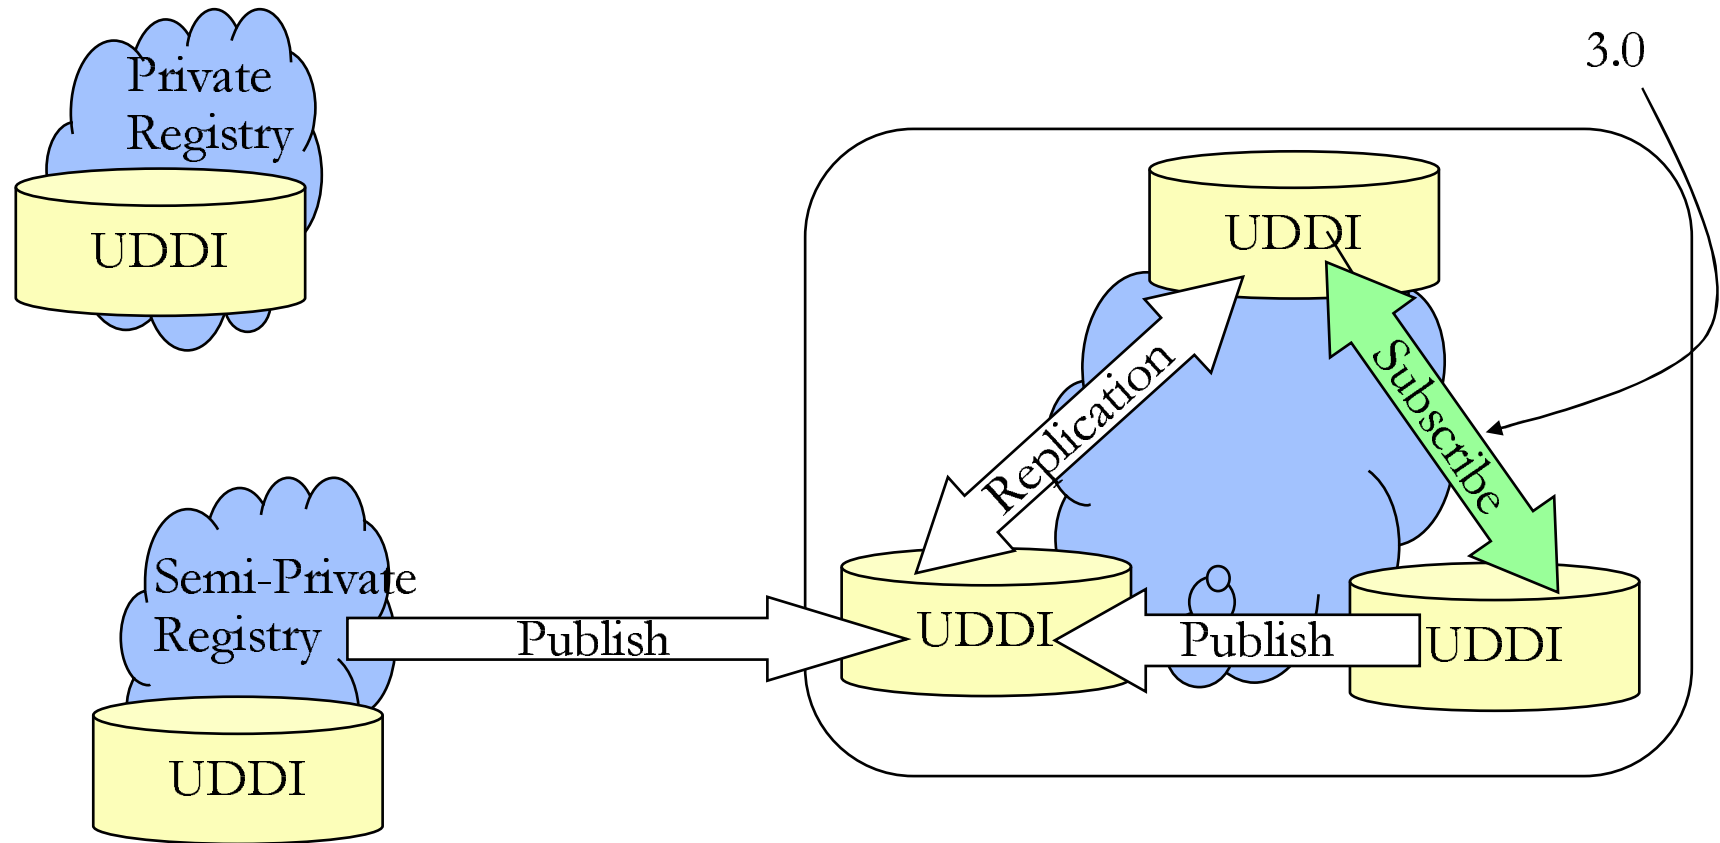 3.0
Private
Registry
UDDI
UDDI
Replication
Subscribe
Semi-Private
Registry
Publish
UDDI
Publish
UDDI
UDDI